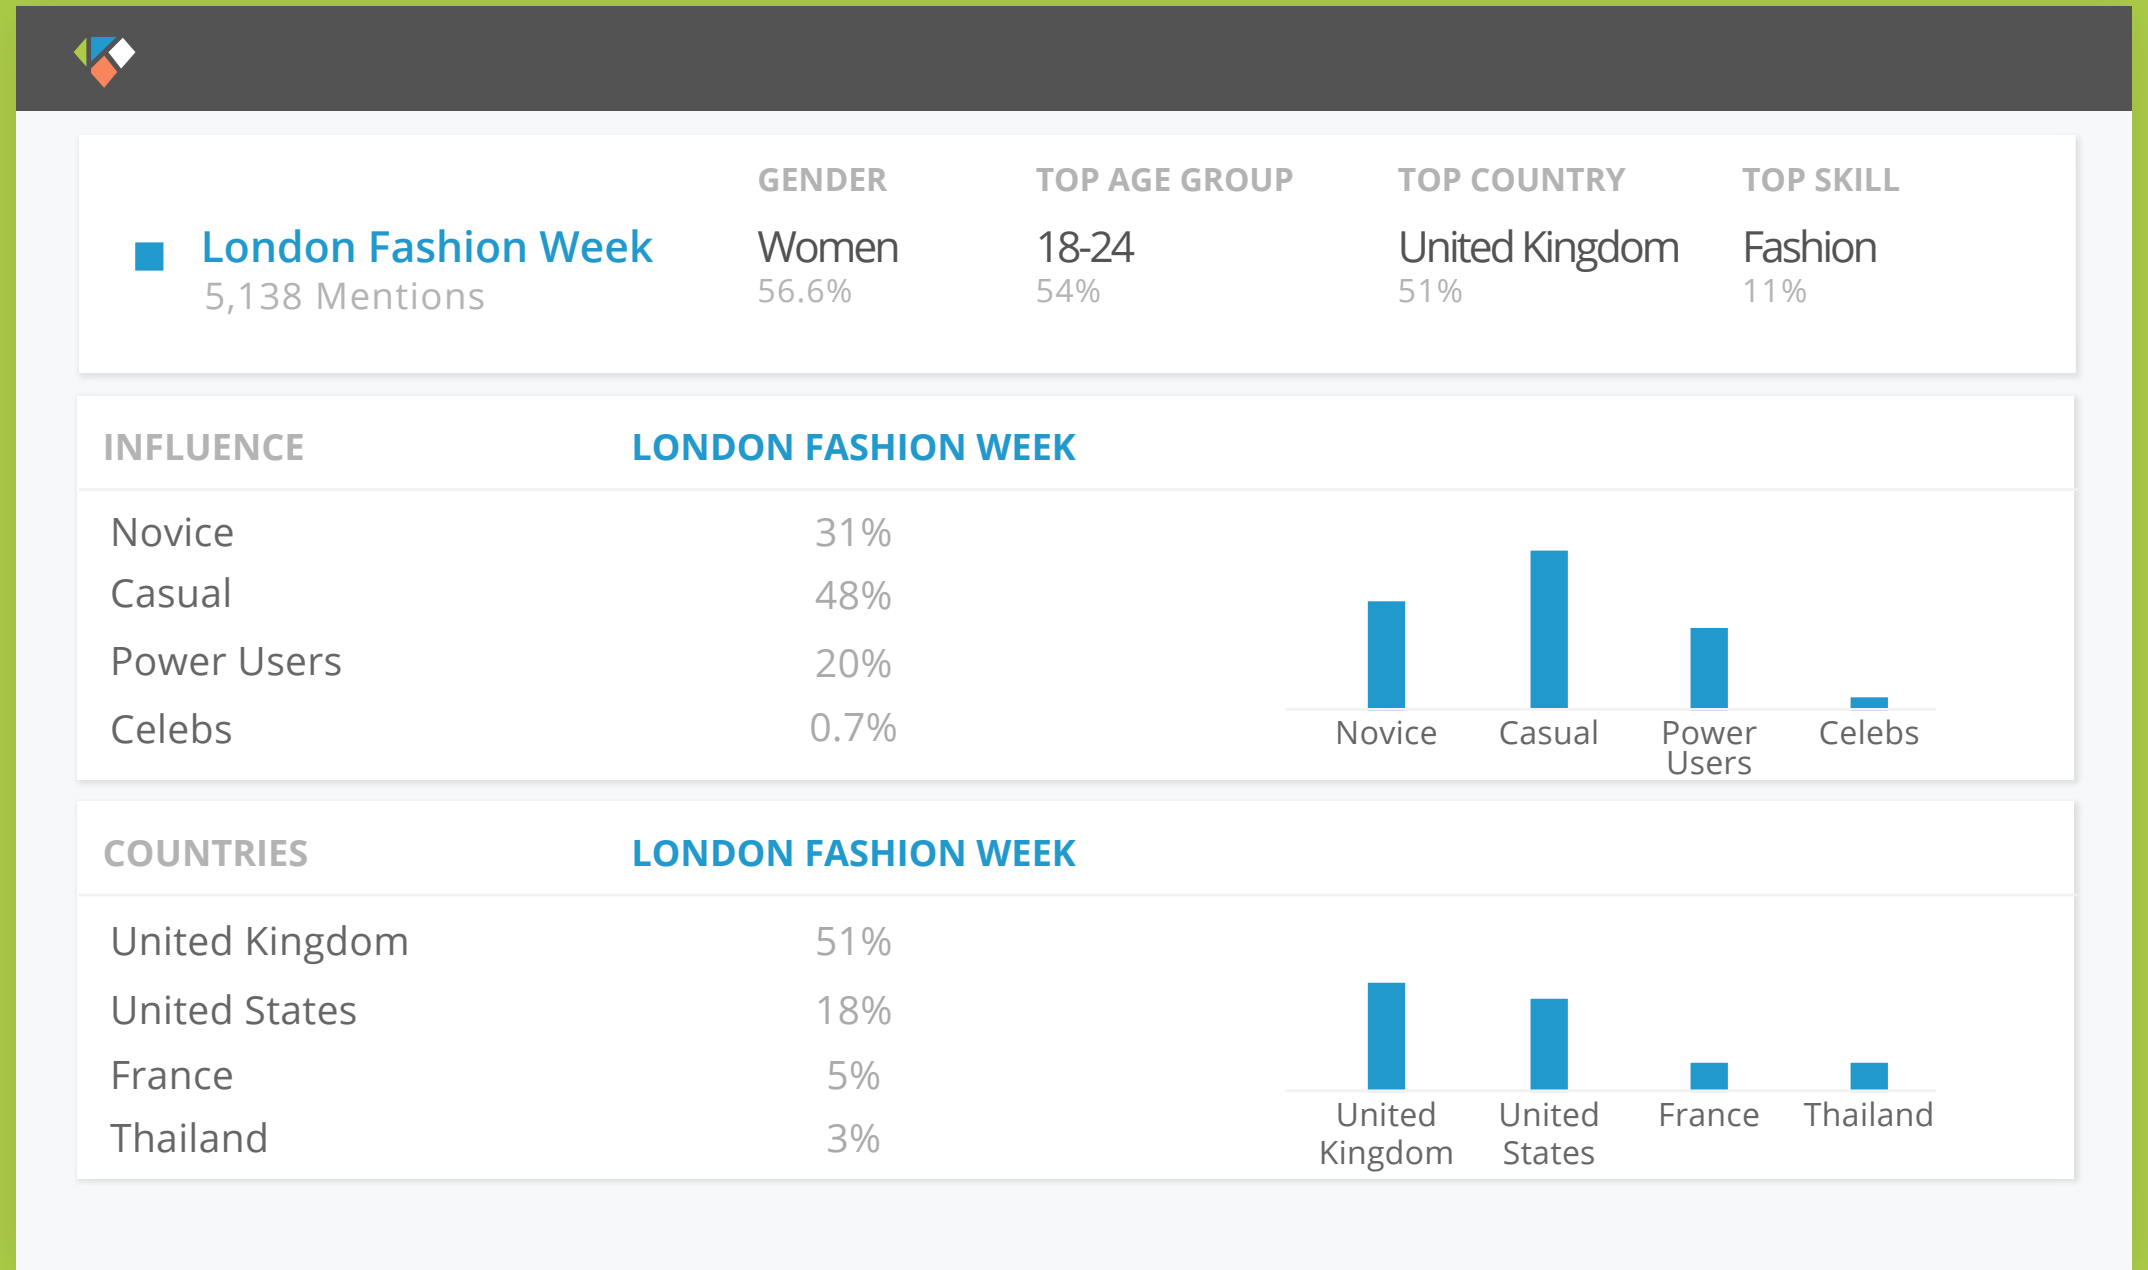 GENDER TOP AGE GROUP TOP COUNTRY TOP SKILL
London Fashion Week Women 18-24 United Kingdom Fashion
5,138 Mentions 56.6% 54% 51% 11%
INFLUENCE LONDON FASHION WEEK
Novice 31%
Casual 48%
Power Users 20%
Celebs 0.7%
Novice Casual Power Users Celebs
COUNTRIES LONDON FASHION WEEK
United Kingdom 51%
United States 18%
France 5%
Thailand 3%
United Kingdom United States France Thailand